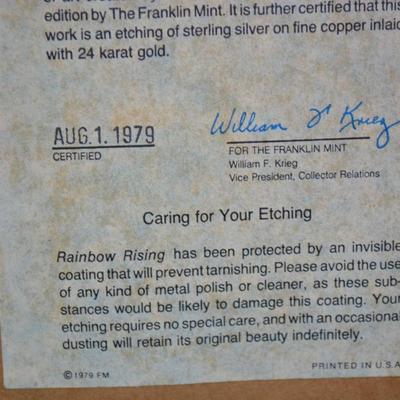 edition by The Franklin Mint. It is further certified that this
work is an etching of sterling silver on fine copper inlaid
with 24 karat gold.
AUG. 1. 1979
CERTIFIED
William F Krieg
FOR THE FRANKLIN MINT
William F. Krieg
Vice President, Collector Relations
Caring for Your Etching
Rainbow Rising has been protected by an invisible
coating that will prevent tarnishing. Please avoid the use
of any kind of metal polish or cleaner, as these sub-
stances would be likely to damage this coating. Your
etching requires no special care, and with an occasional
dusting will retain its original beauty indefinitely.
© 1979 FM
PRINTED IN U.S.A